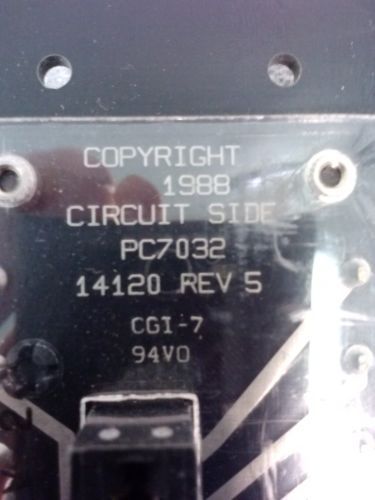 COPYRIGHT
1988
CIRCUIT SIDE
PC7032
14120 REV 5
CGI-7
94V0